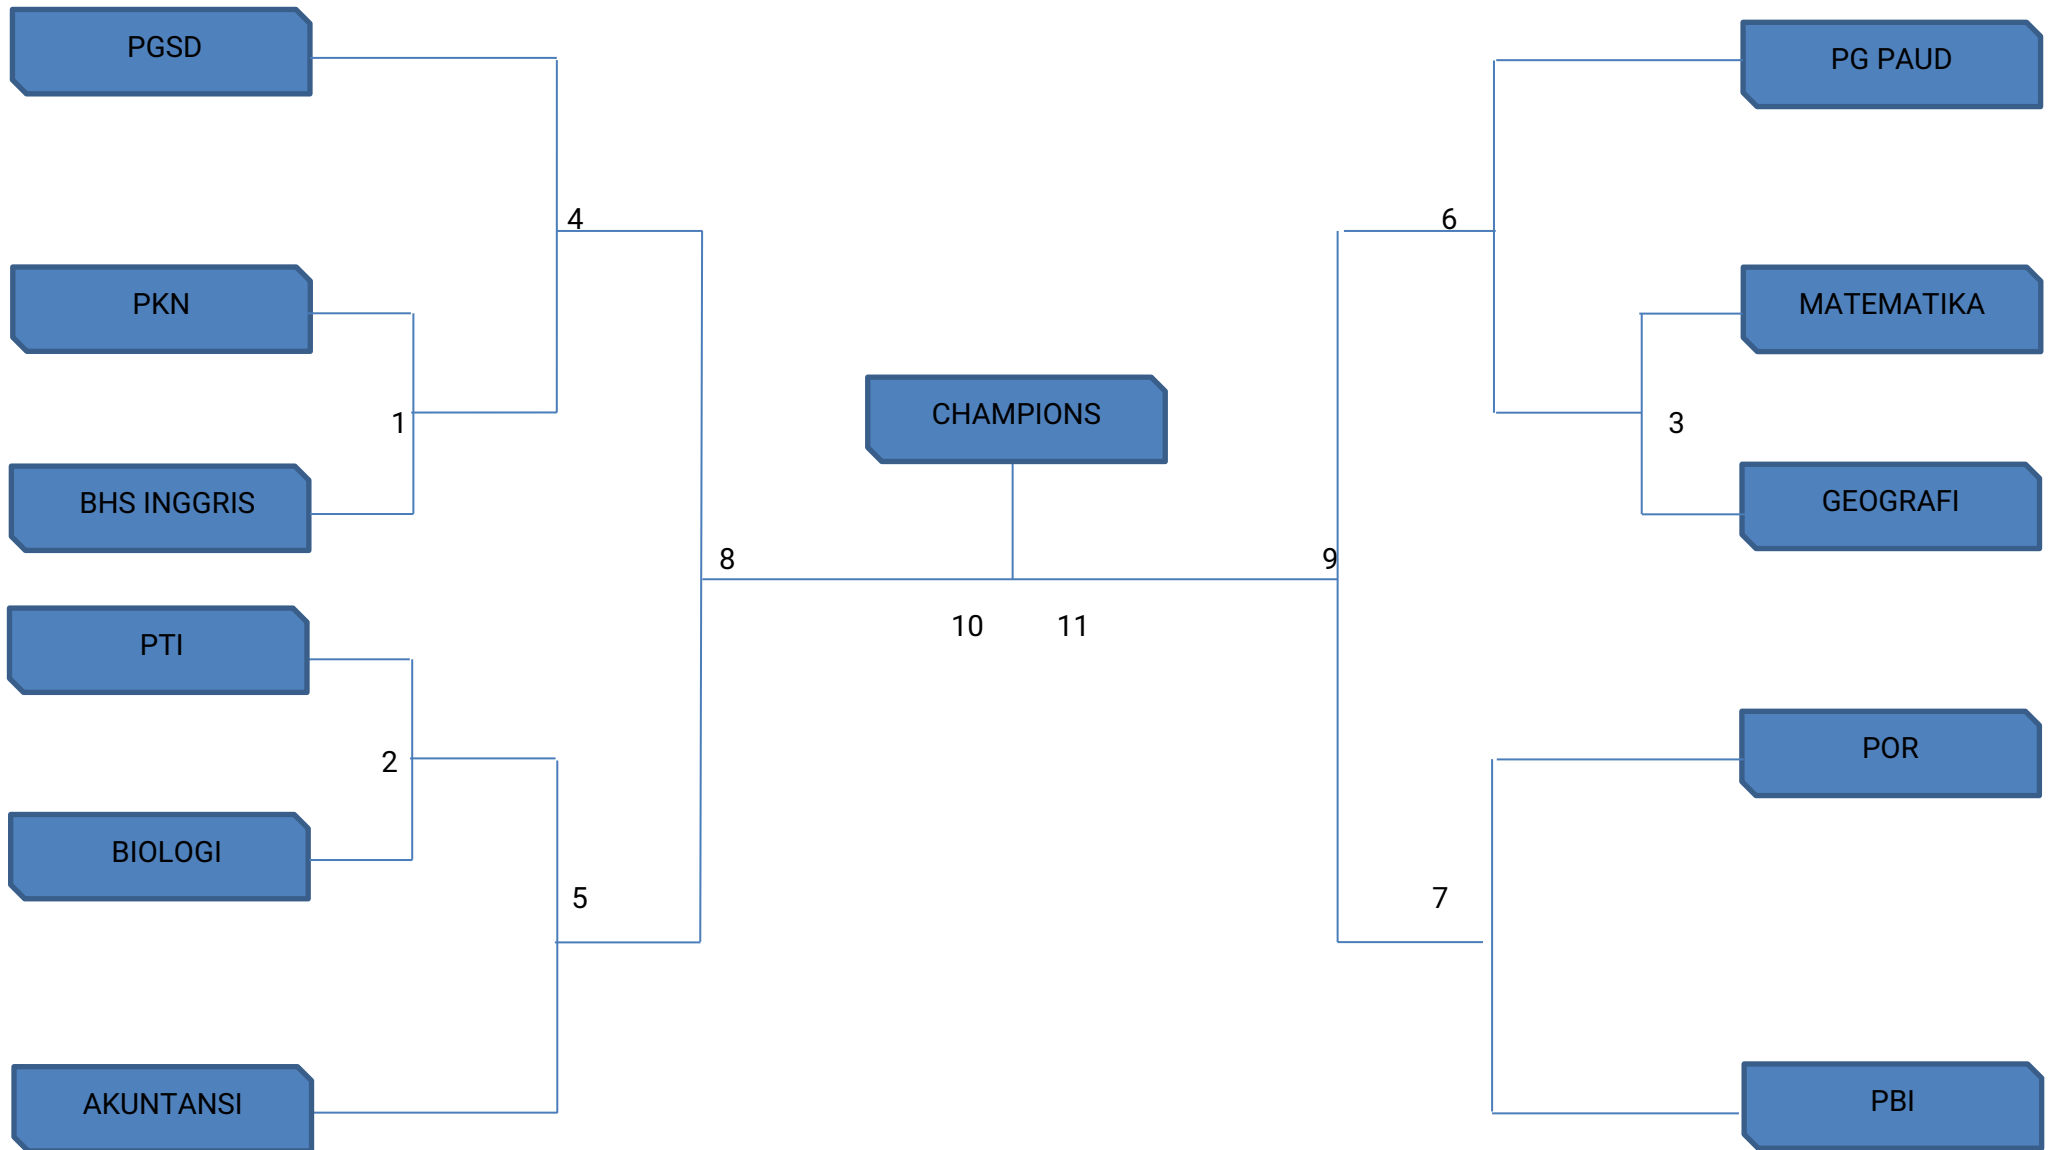 PGSD
PG PAUD
4
6
PKN
MATEMATIKA
CHAMPIONS
1
3
BHS INGGRIS
GEOGRAFI
8
9
10
11
PTI
POR
2
BIOLOGI
5
7
AKUNTANSI
PBI